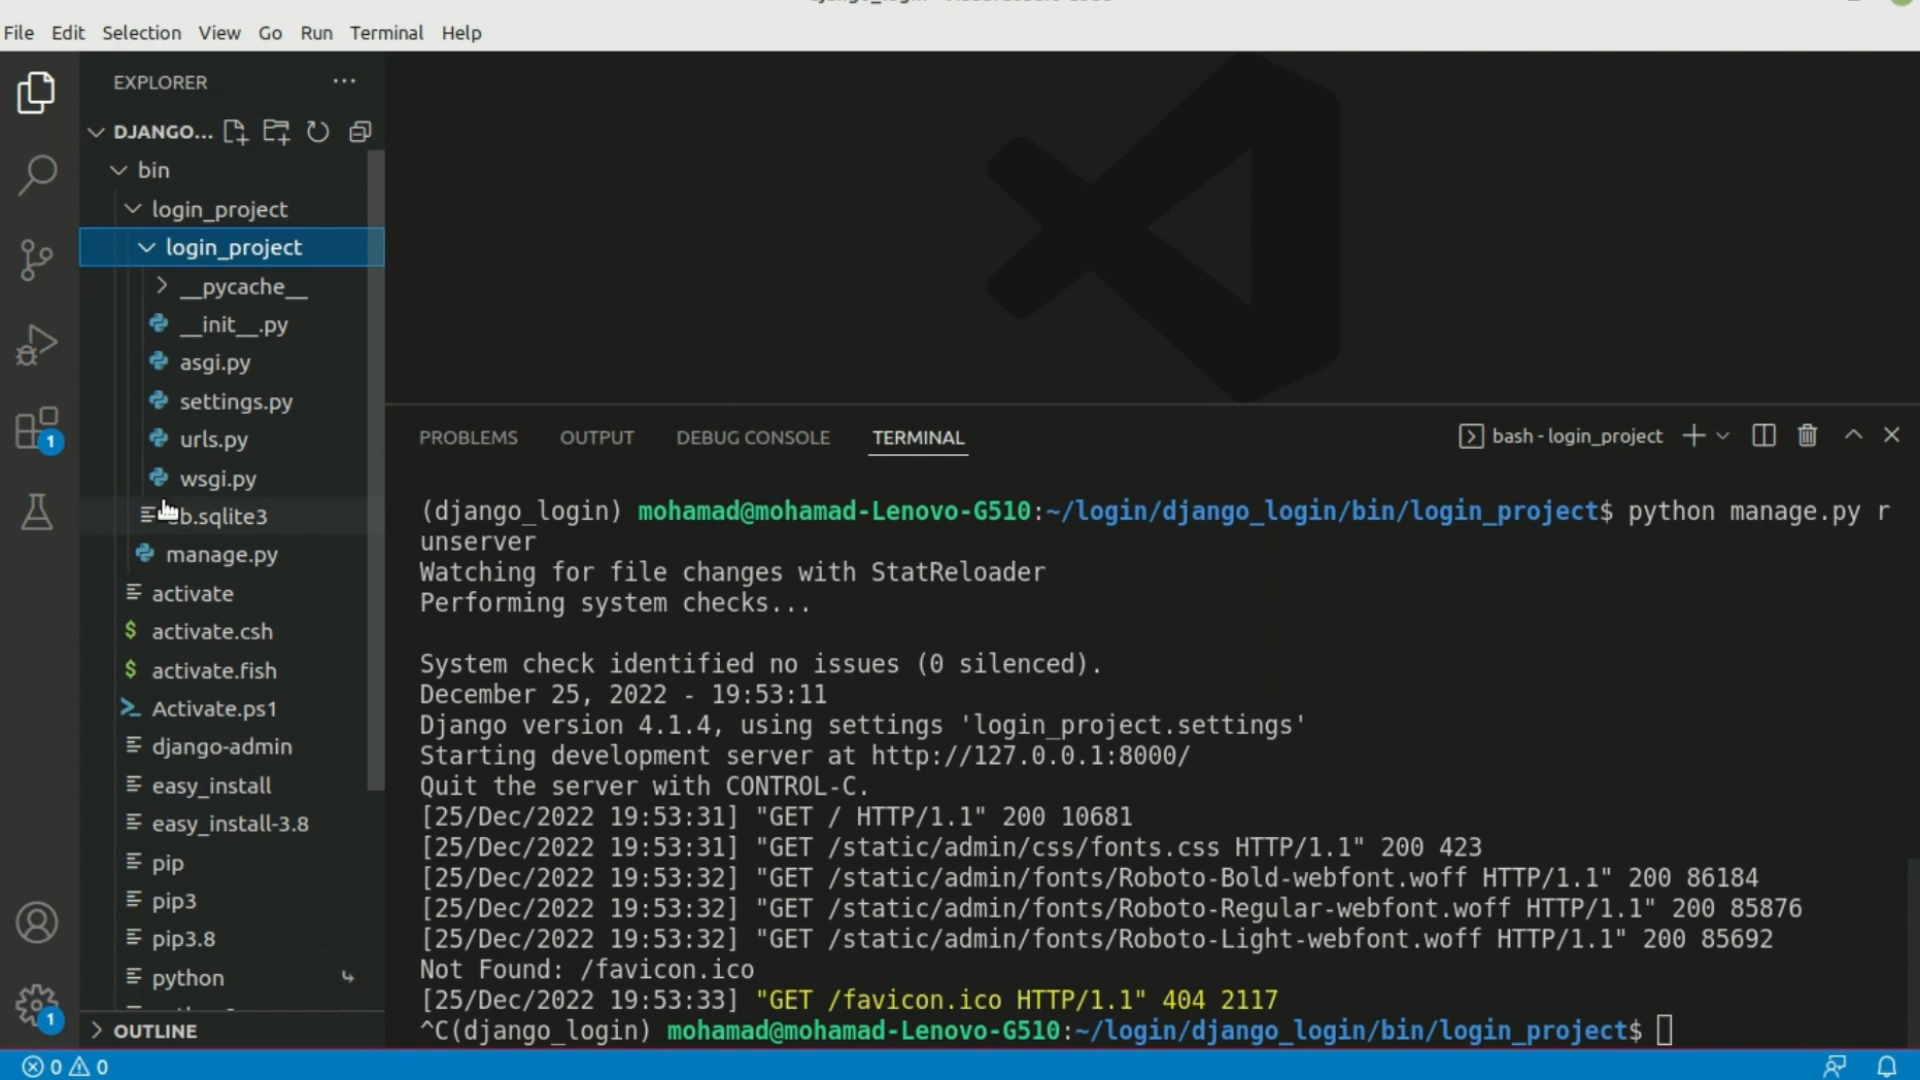 File Edit Selection View Go Run Terminal Help
EXPLORER
DJANGO...
bin
login_project
login_project
__pycache__
__init__.py
asgi.py
settings.py
urls.py
wsgi.py
b.sqlite3
manage.py
activate
activate.csh
activate.fish
Activate.ps1
django-admin
easy_install
easy_install-3.8
pip
pip3
pip3.8
python
OUTLINE
1
1
PROBLEMS OUTPUT DEBUG CONSOLE TERMINAL
bash - login_project
(django_login) mohamad@mohamad-Lenovo-G510:~/login/django_login/bin/login_project$ python manage.py r
unserver
Watching for file changes with StatReloader
Performing system checks...
System check identified no issues (0 silenced).
December 25, 2022 - 19:53:11
Django version 4.1.4, using settings 'login_project.settings'
Starting development server at http://127.0.0.1:8000/
Quit the server with CONTROL-C.
[25/Dec/2022 19:53:31] "GET / HTTP/1.1" 200 10681
[25/Dec/2022 19:53:31] "GET /static/admin/css/fonts.css HTTP/1.1" 200 423
[25/Dec/2022 19:53:32] "GET /static/admin/fonts/Roboto-Bold-webfont.woff HTTP/1.1" 200 86184
[25/Dec/2022 19:53:32] "GET /static/admin/fonts/Roboto-Regular-webfont.woff HTTP/1.1" 200 85876
[25/Dec/2022 19:53:32] "GET /static/admin/fonts/Roboto-Light-webfont.woff HTTP/1.1" 200 85692
Not Found: /favicon.ico
[25/Dec/2022 19:53:33] "GET /favicon.ico HTTP/1.1" 404 2117
^C(django_login) mohamad@mohamad-Lenovo-G510:~/login/django_login/bin/login_project$
0 0